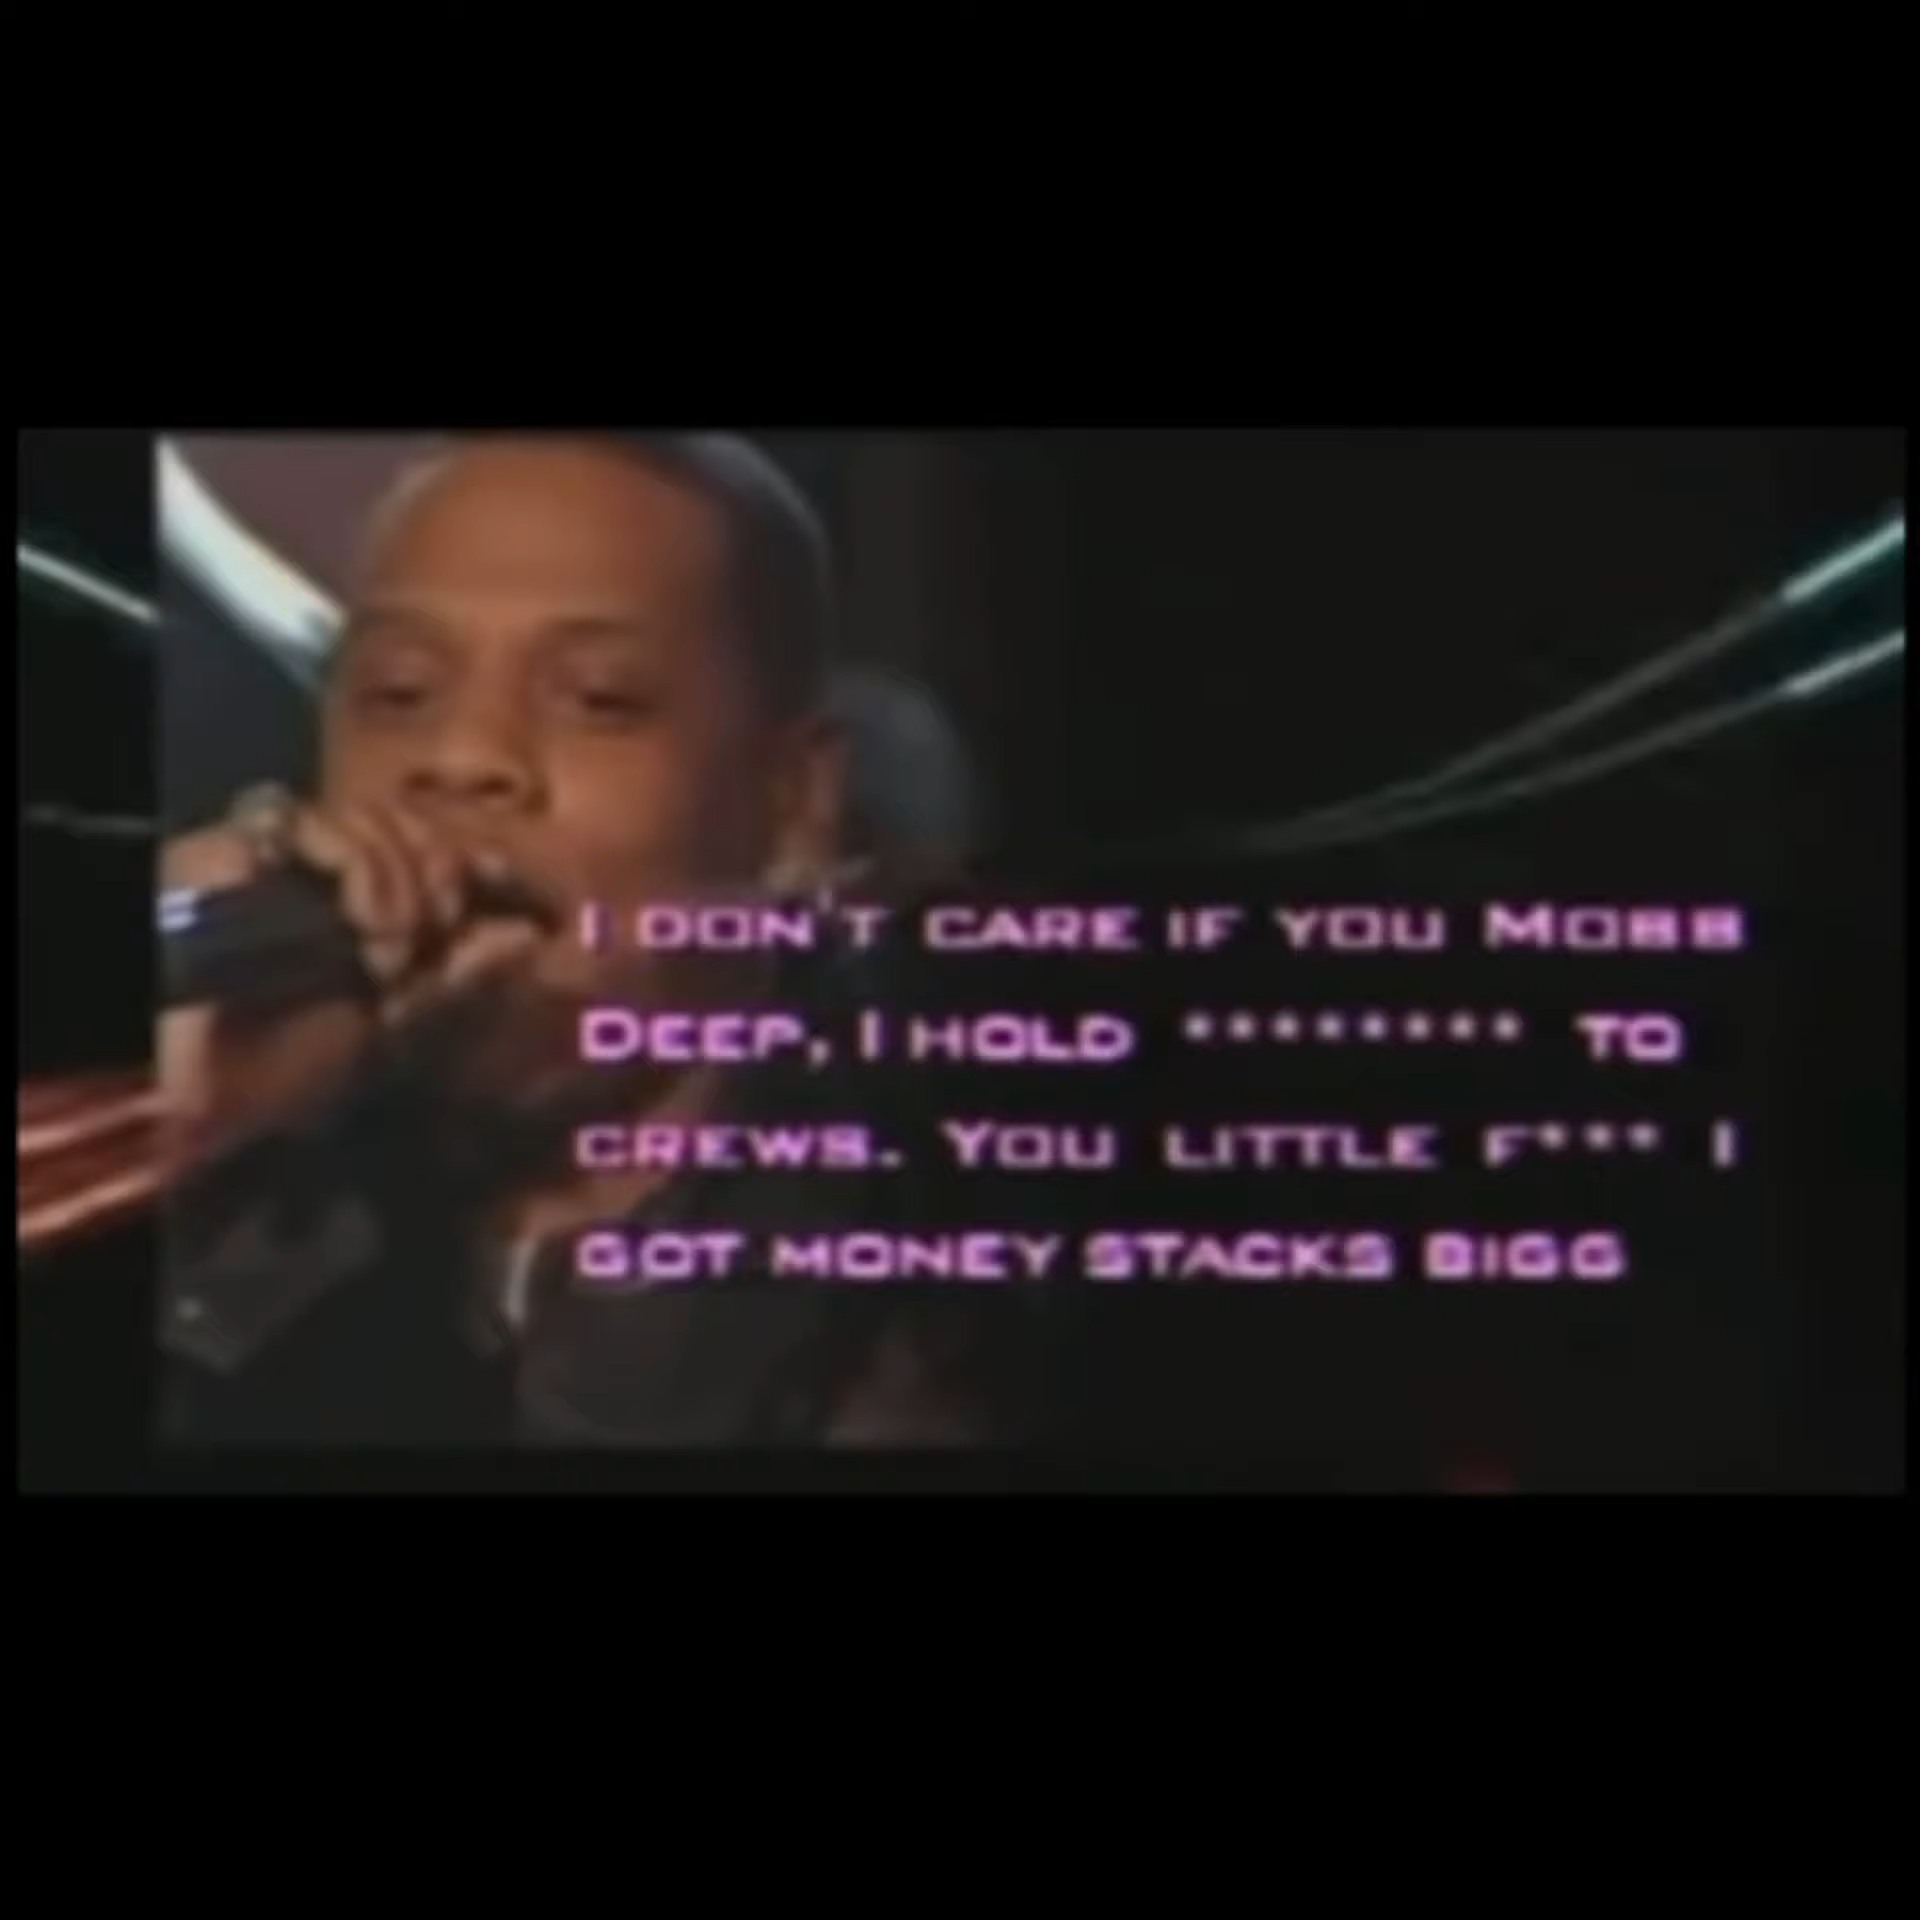 I DON'T CARE IF YOU MOBB
DEEP, I HOLD ******** TO
CREWS. YOU LITTLE F*** I
GOT MONEY STACKS BIGG